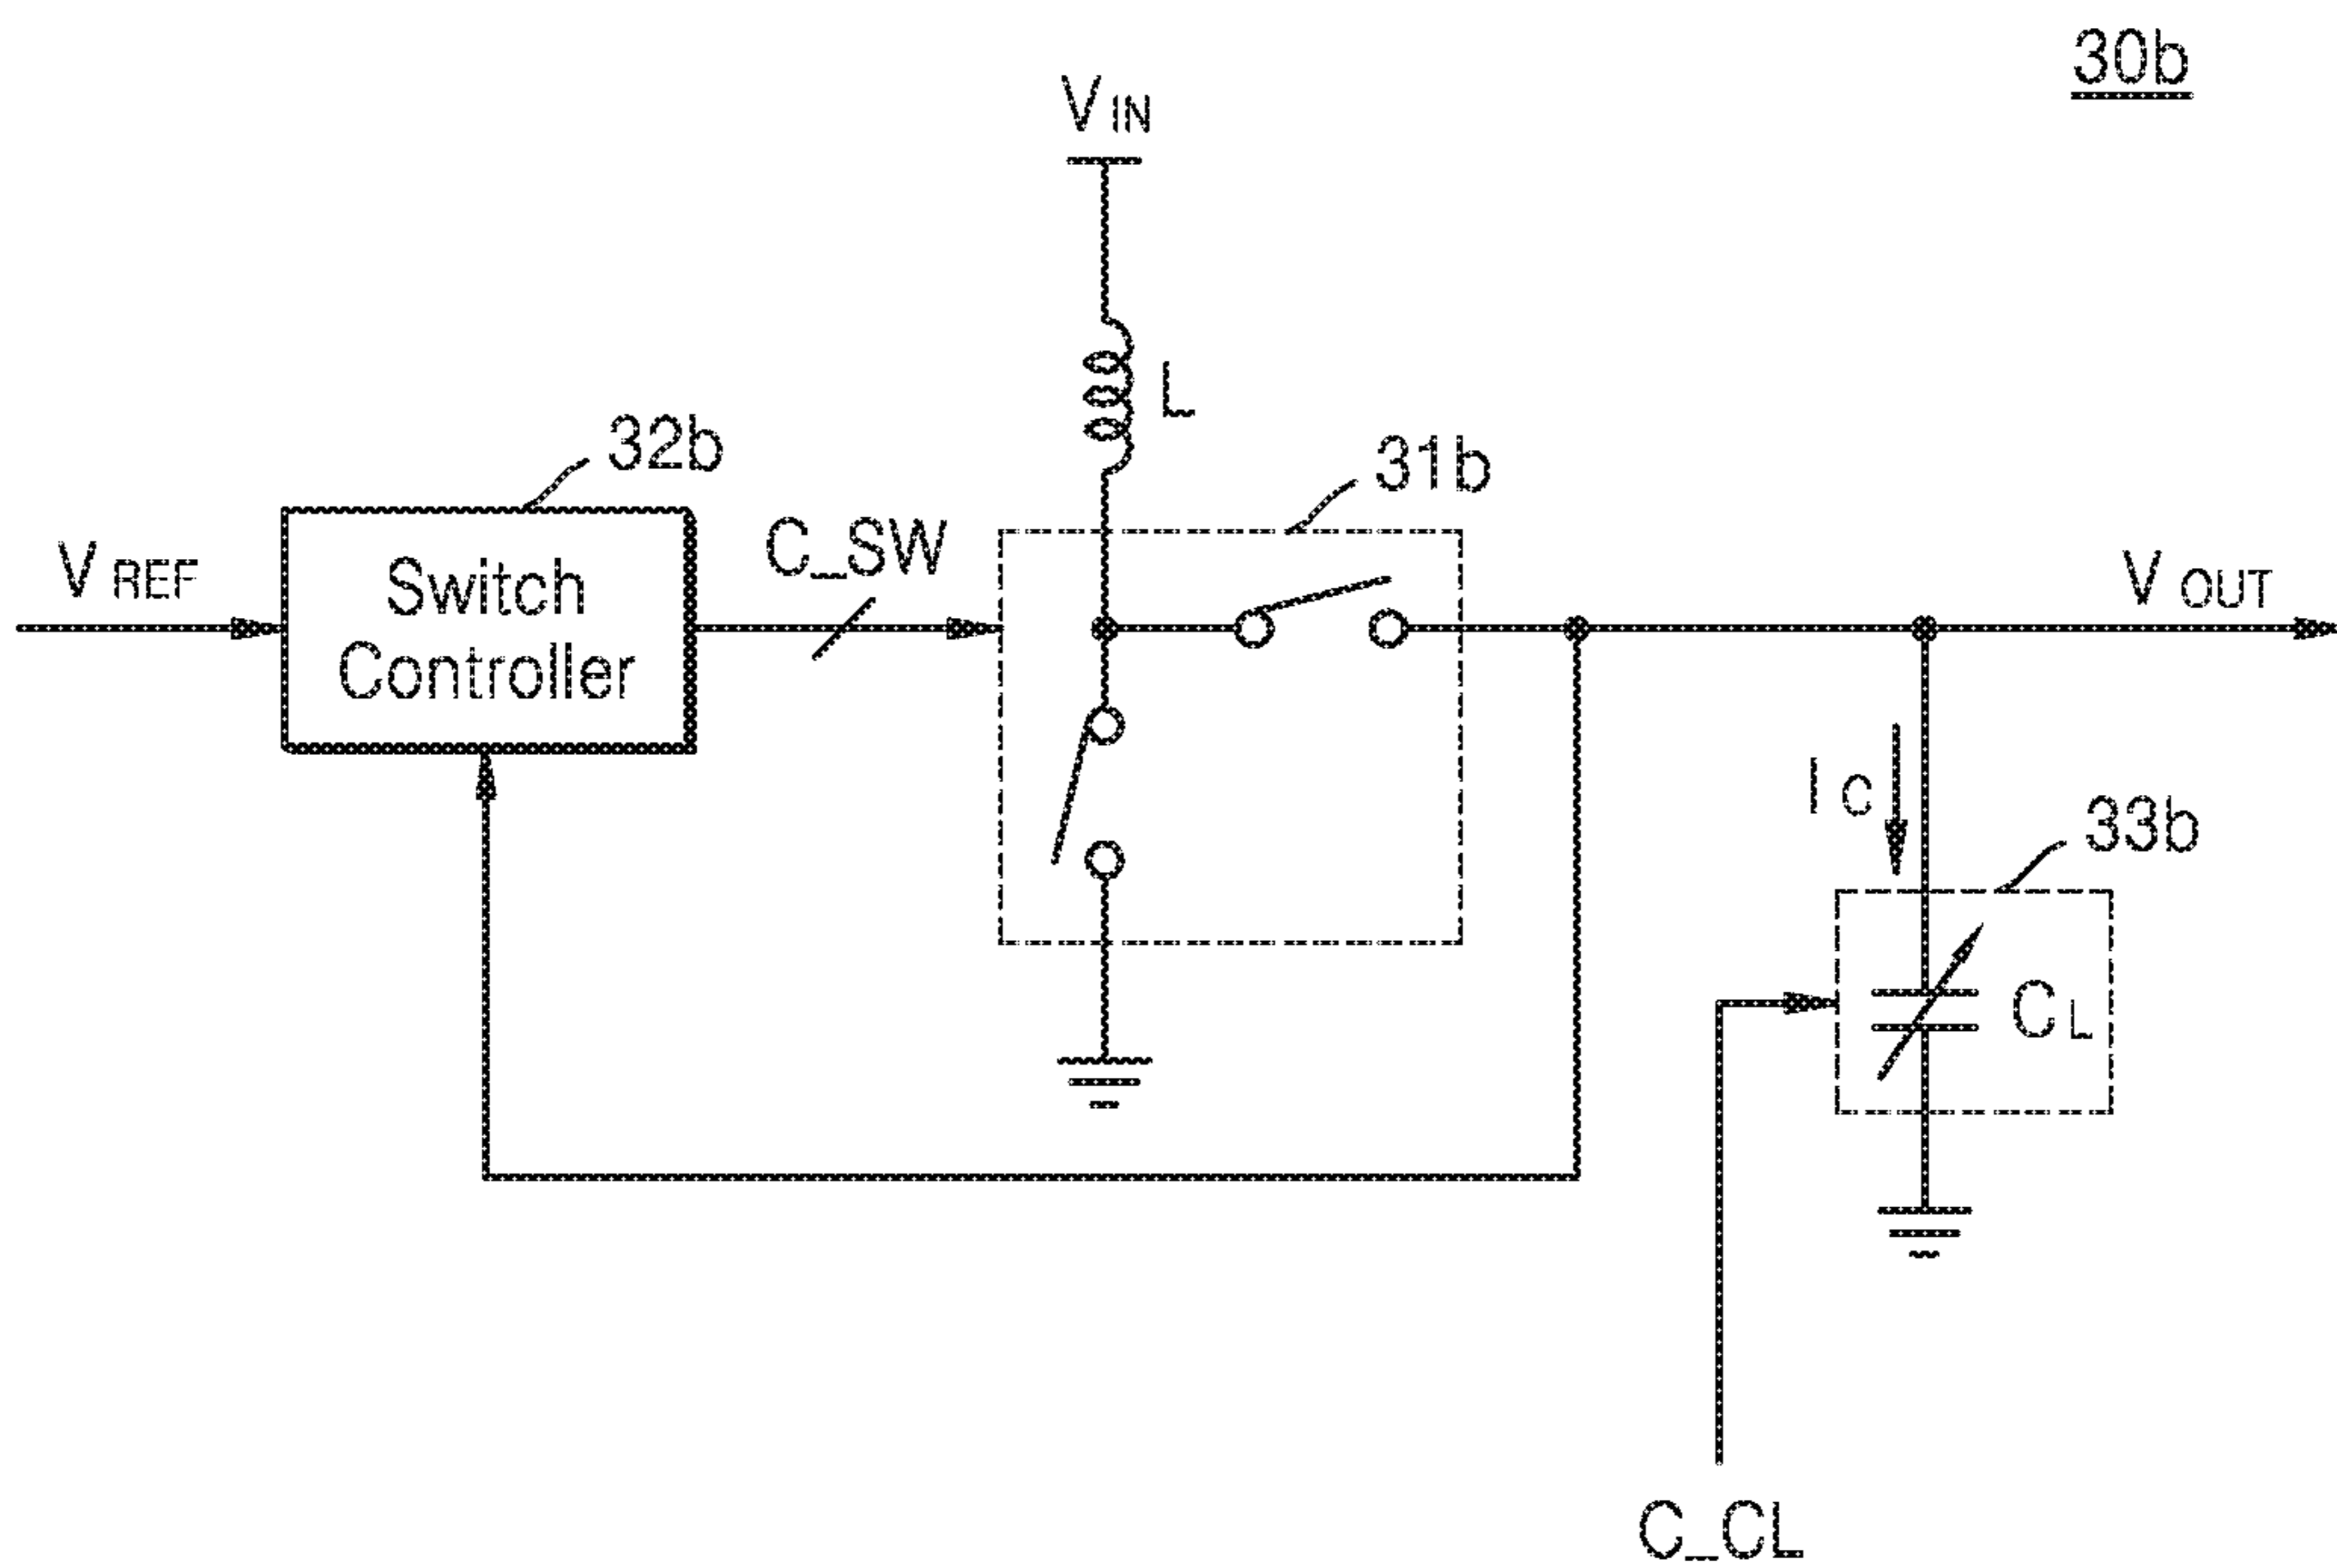 30b
VIN
L
32b
31b
VREF
Switch
Controller
C_SW
VOUT
IC
33b
CL
C_CL